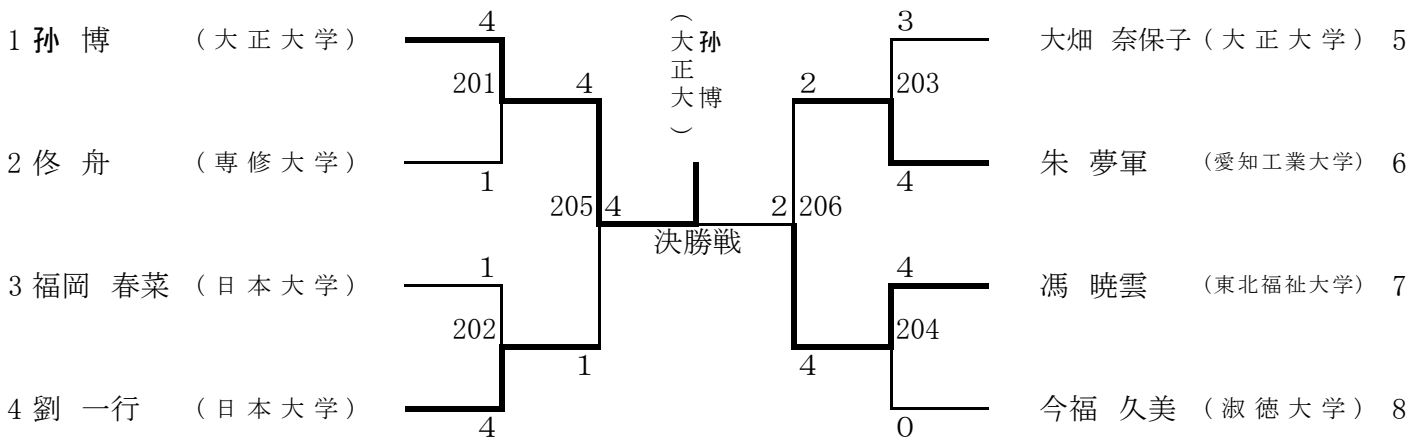 1 孙 博 (大正大学)
4
201
2 佟 舟 (専修大学)
1
4
205
4
3 福岡 春菜 (日本大学)
1
202
4 劉 一行 (日本大学)
4
1
孙 博
(大正大)
決勝戦
3
大畑 奈保子 (大正大学) 5
2
203
朱 夢軍 (愛知工業大学) 6
4
2
206
4
馮 暁雲 (東北福祉大学) 7
204
4
今福 久美 (淑徳大学) 8
0